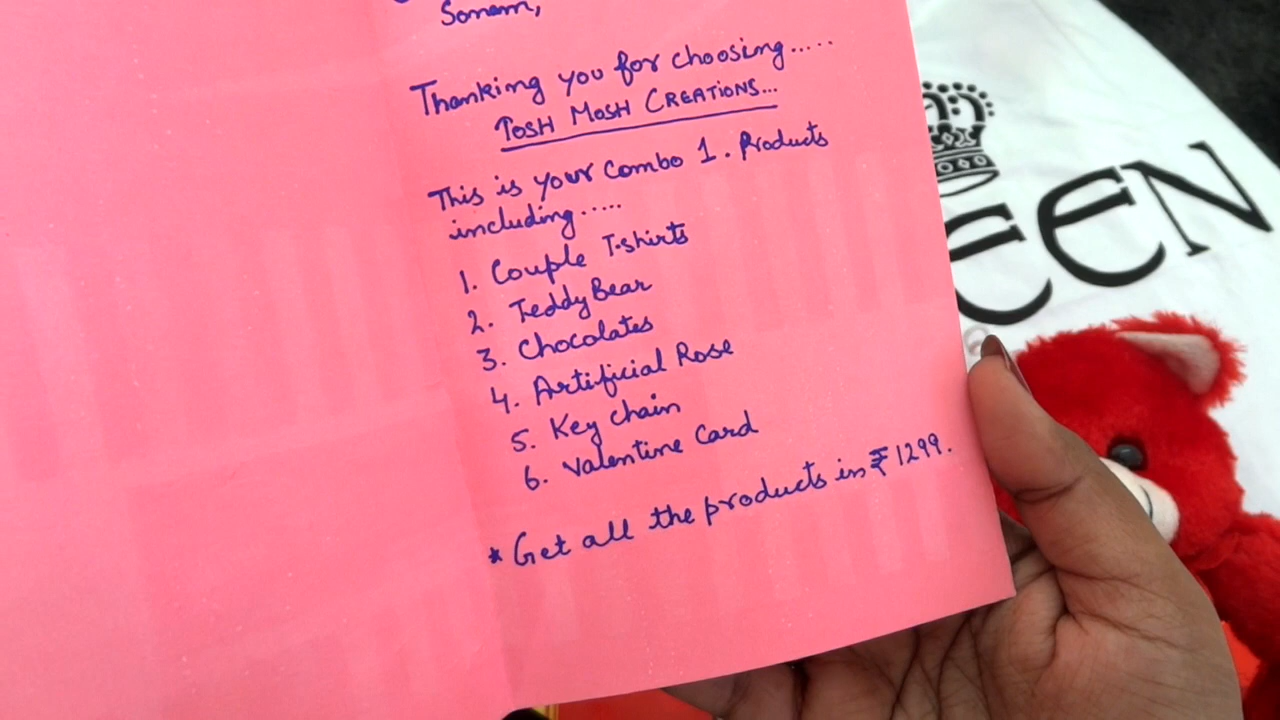 Sonam,
Thanking you for choosing.....
POSH MOSH CREATIONS...
This is your combo 1. Products
including.....
1. Couple T-shirts
2. Teddy Bear
3. Chocolates
4. Artificial Rose
5. Key chain
6. Valentine Card
* Get all the products in ₹ 1299.
EEN